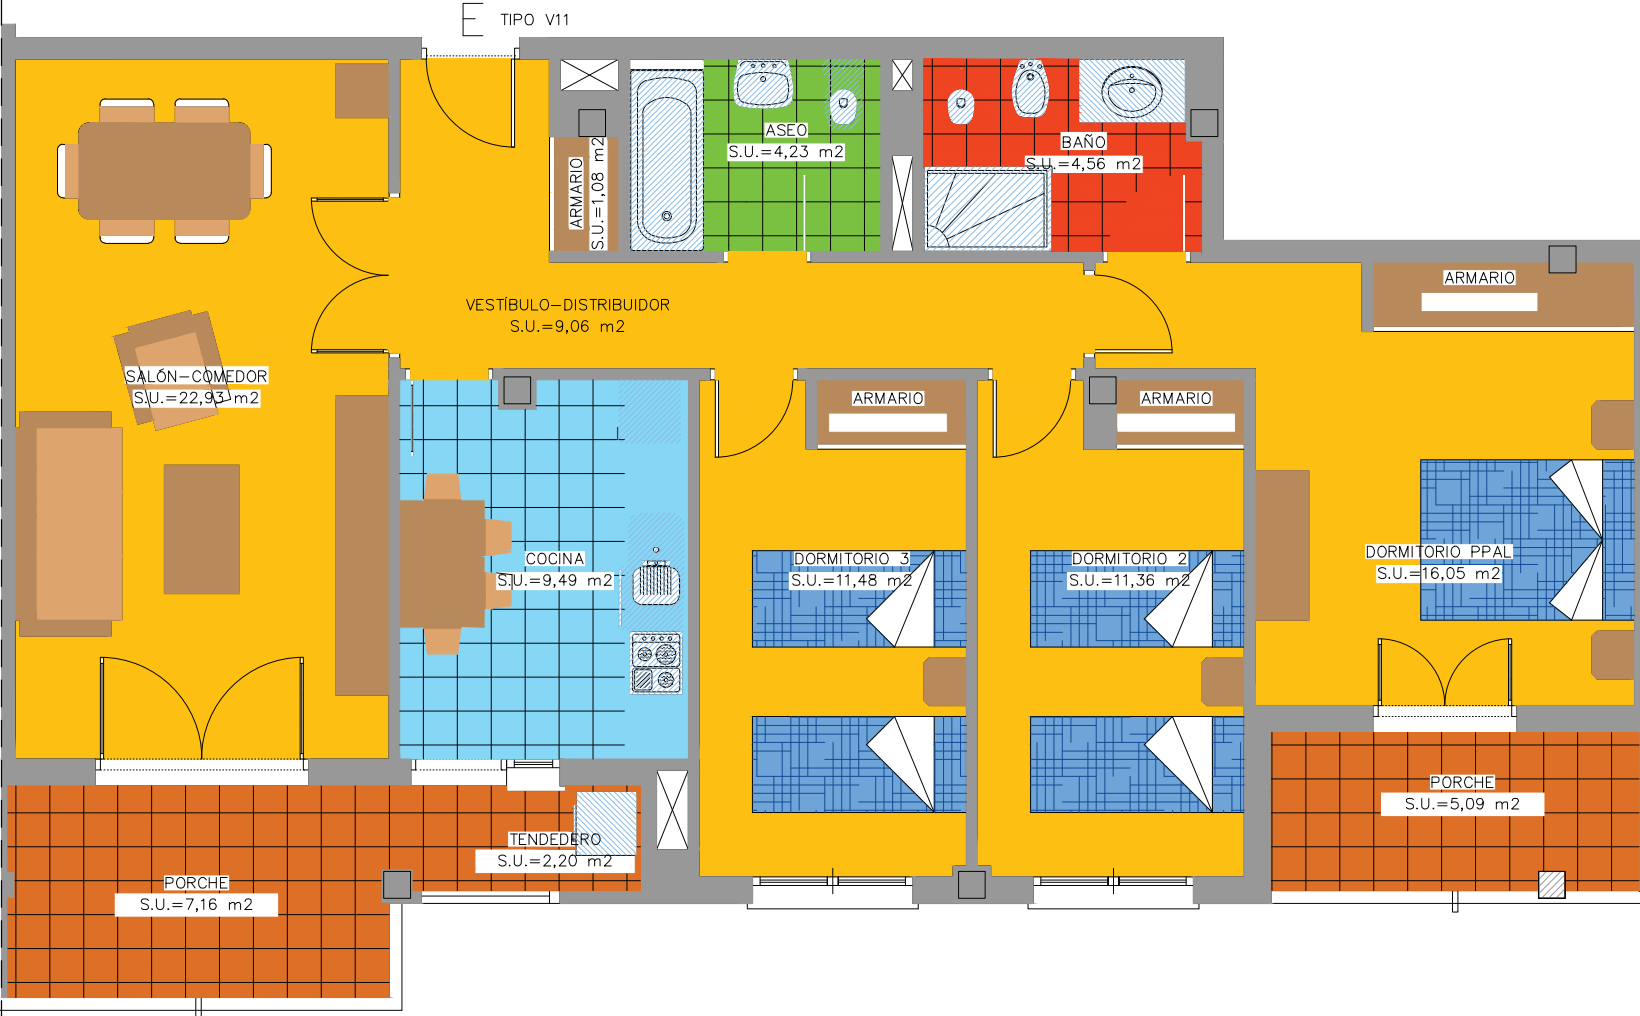 E TIPO V11
ASEO
S.U.=4,23 m2
BAÑO
S.U.=4,56 m2
ARMARIO
S.U.=1,08 m2
VESTÍBULO-DISTRIBUIDOR
S.U.=9,06 m2
ARMARIO
SALÓN-COMEDOR
S.U.=22,93 m2
ARMARIO
ARMARIO
COCINA
S.U.=9,49 m2
DORMITORIO 3
S.U.=11,48 m2
DORMITORIO 2
S.U.=11,36 m2
DORMITORIO PPAL
S.U.=16,05 m2
PORCHE
S.U.=5,09 m2
TENDEDERO
S.U.=2,20 m2
PORCHE
S.U.=7,16 m2